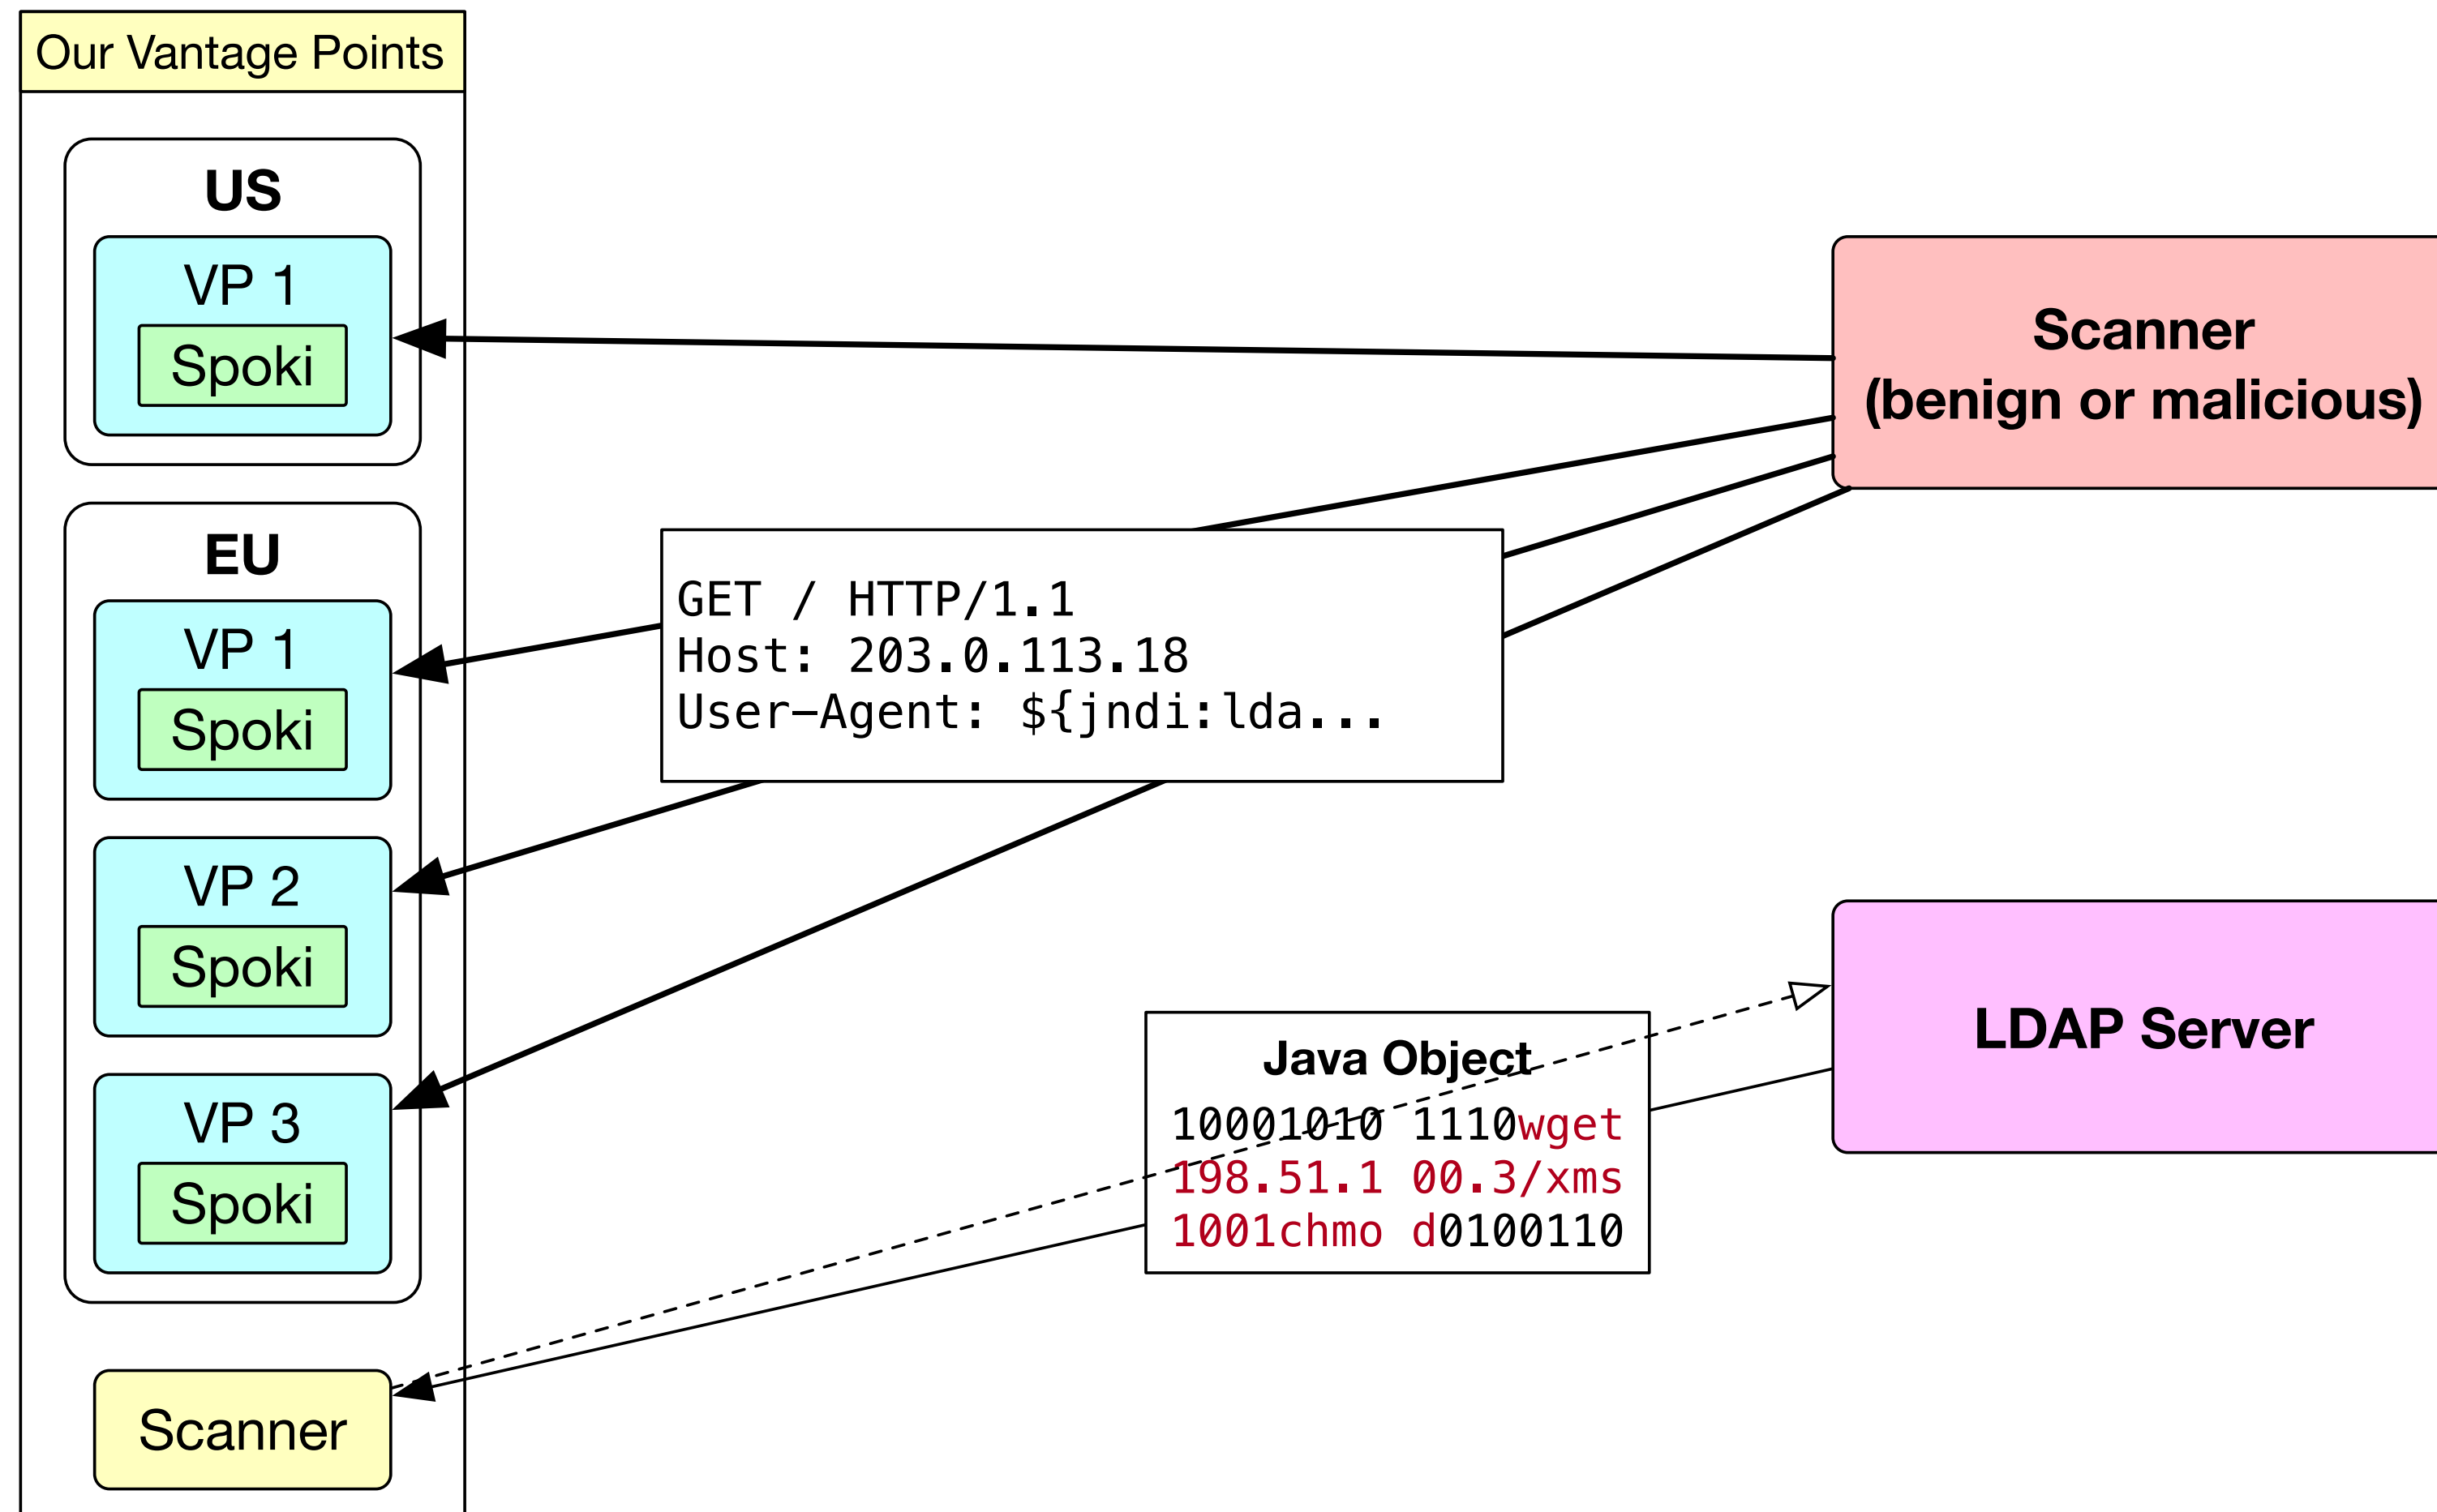 Our Vantage Points
US
VP 1
Spoki
EU
VP 1
Spoki
VP 2
Spoki
VP 3
Spoki
Scanner
GET / HTTP/1.1
Host: 203.0.113.18
User-Agent: ${jndi:lda...
Scanner
(benign or malicious)
Java Object
10001010 1110wget
198.51.1 00.3/xms
1001chmo d0100110
LDAP Server